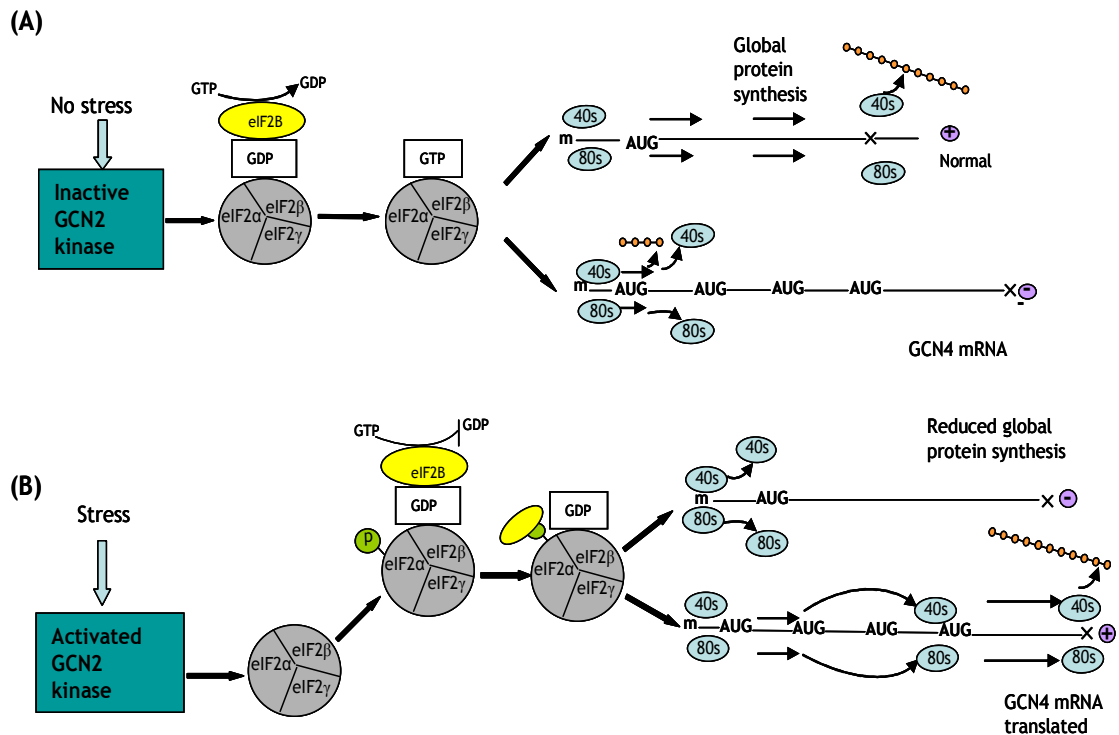 (A)
No stress
Inactive
GCN2
kinase
GTP
GDP
eIF2B
GDP
eIF2α
eIF2β
eIF2γ
GTP
eIF2α
eIF2β
eIF2γ
Global
protein
synthesis
40s
m
AUG
80s
40s
X
80s
+
Normal
40s
40s
m
AUG
AUG
AUG
AUG
X
-
-
80s
80s
GCN4 mRNA
(B)
Stress
Activated
GCN2
kinase
eIF2α
eIF2β
eIF2γ
GTP
GDP
eIF2B
GDP
P
eIF2α
eIF2β
eIF2γ
GDP
eIF2α
eIF2β
eIF2γ
Reduced global
protein synthesis
40s
40s
m
AUG
X
-
80s
80s
40s
m
AUG
AUG
AUG
AUG
40s
40s
X
+
80s
80s
80s
GCN4 mRNA
translated